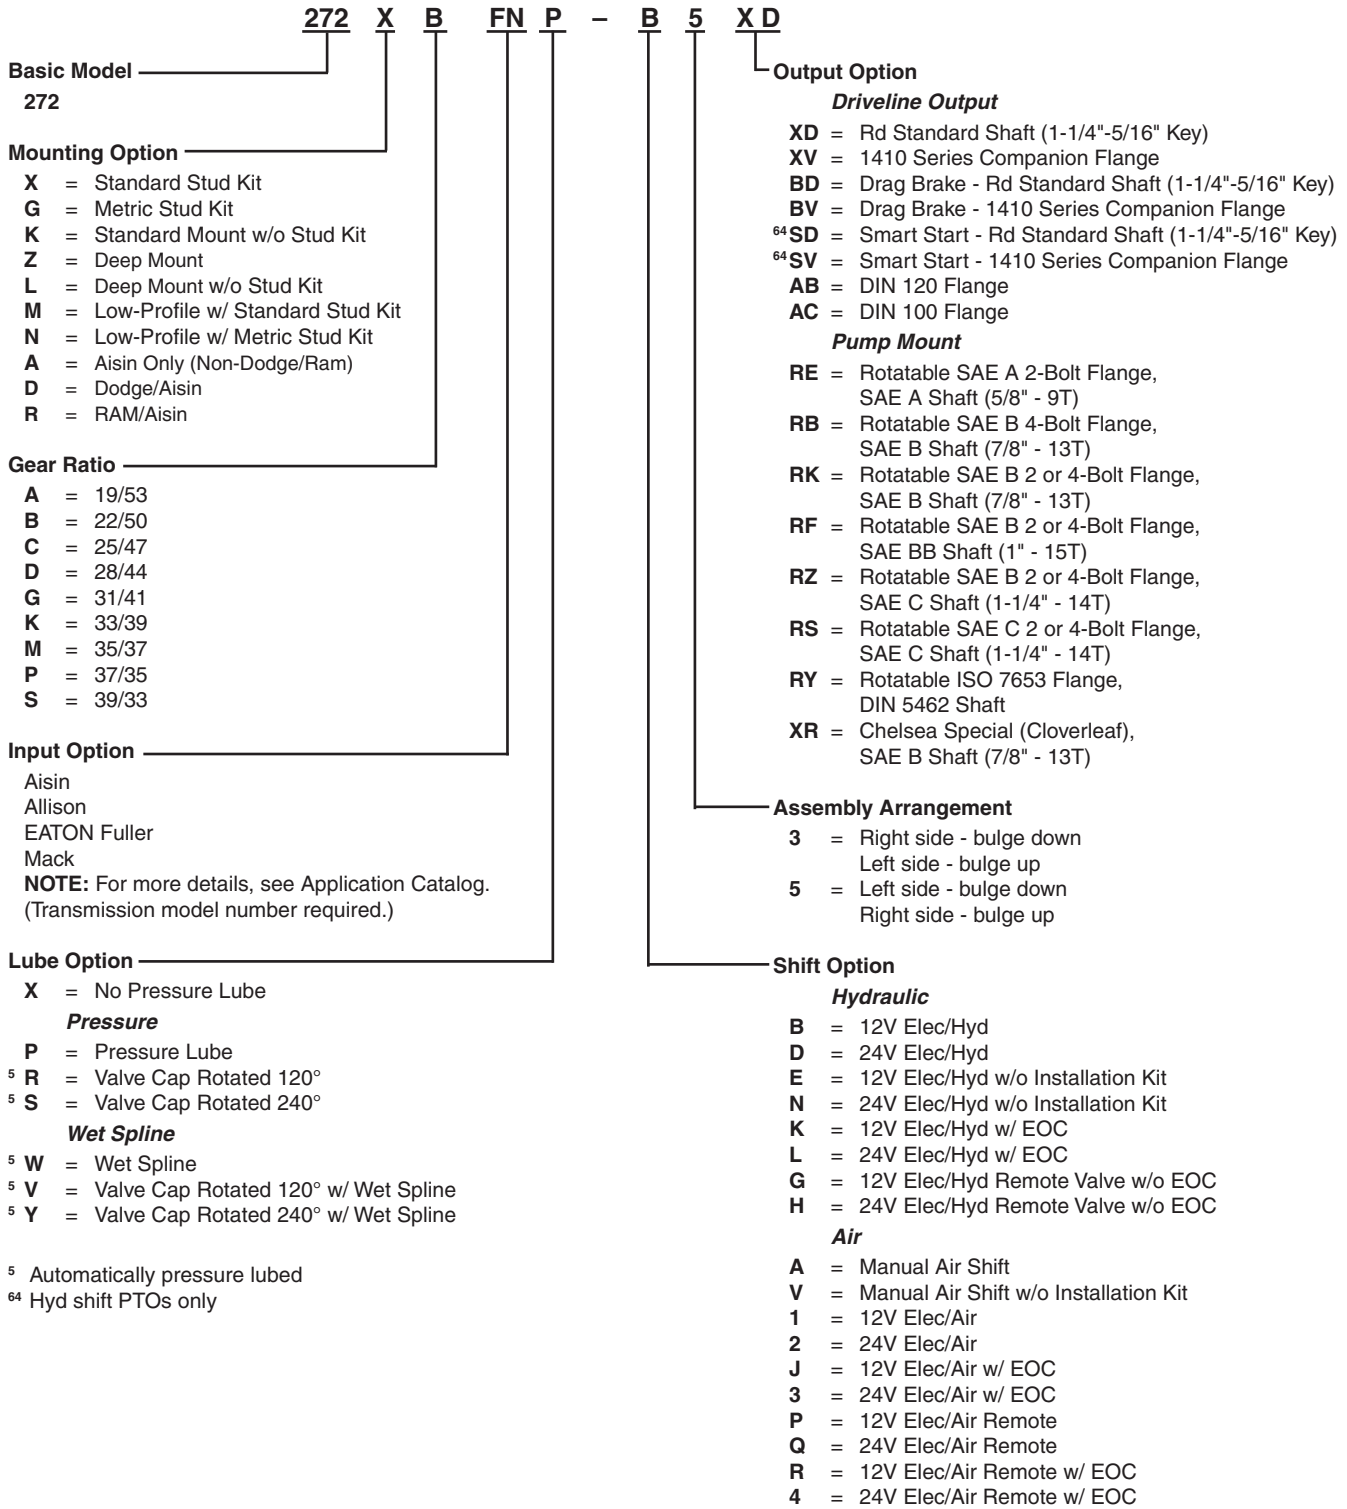 272 X B FN P – B 5 X D
Basic Model
272
Mounting Option
X = Standard Stud Kit
G = Metric Stud Kit
K = Standard Mount w/o Stud Kit
Z = Deep Mount
L = Deep Mount w/o Stud Kit
M = Low-Profile w/ Standard Stud Kit
N = Low-Profile w/ Metric Stud Kit
A = Aisin Only (Non-Dodge/Ram)
D = Dodge/Aisin
R = RAM/Aisin
Gear Ratio
A = 19/53
B = 22/50
C = 25/47
D = 28/44
G = 31/41
K = 33/39
M = 35/37
P = 37/35
S = 39/33
Input Option
Aisin
Allison
EATON Fuller
Mack
NOTE: For more details, see Application Catalog.
(Transmission model number required.)
Lube Option
X = No Pressure Lube
Pressure
P = Pressure Lube
5 R = Valve Cap Rotated 120°
5 S = Valve Cap Rotated 240°
Wet Spline
5 W = Wet Spline
5 V = Valve Cap Rotated 120° w/ Wet Spline
5 Y = Valve Cap Rotated 240° w/ Wet Spline
5 Automatically pressure lubed
64 Hyd shift PTOs only
Output Option
Driveline Output
XD = Rd Standard Shaft (1-1/4"-5/16" Key)
XV = 1410 Series Companion Flange
BD = Drag Brake - Rd Standard Shaft (1-1/4"-5/16" Key)
BV = Drag Brake - 1410 Series Companion Flange
64 SD = Smart Start - Rd Standard Shaft (1-1/4"-5/16" Key)
64 SV = Smart Start - 1410 Series Companion Flange
AB = DIN 120 Flange
AC = DIN 100 Flange
Pump Mount
RE = Rotatable SAE A 2-Bolt Flange,
SAE A Shaft (5/8" - 9T)
RB = Rotatable SAE B 4-Bolt Flange,
SAE B Shaft (7/8" - 13T)
RK = Rotatable SAE B 2 or 4-Bolt Flange,
SAE B Shaft (7/8" - 13T)
RF = Rotatable SAE B 2 or 4-Bolt Flange,
SAE BB Shaft (1" - 15T)
RZ = Rotatable SAE B 2 or 4-Bolt Flange,
SAE C Shaft (1-1/4" - 14T)
RS = Rotatable SAE C 2 or 4-Bolt Flange,
SAE C Shaft (1-1/4" - 14T)
RY = Rotatable ISO 7653 Flange,
DIN 5462 Shaft
XR = Chelsea Special (Cloverleaf),
SAE B Shaft (7/8" - 13T)
Assembly Arrangement
3 = Right side - bulge down
Left side - bulge up
5 = Left side - bulge down
Right side - bulge up
Shift Option
Hydraulic
B = 12V Elec/Hyd
D = 24V Elec/Hyd
E = 12V Elec/Hyd w/o Installation Kit
N = 24V Elec/Hyd w/o Installation Kit
K = 12V Elec/Hyd w/ EOC
L = 24V Elec/Hyd w/ EOC
G = 12V Elec/Hyd Remote Valve w/o EOC
H = 24V Elec/Hyd Remote Valve w/o EOC
Air
A = Manual Air Shift
V = Manual Air Shift w/o Installation Kit
1 = 12V Elec/Air
2 = 24V Elec/Air
J = 12V Elec/Air w/ EOC
3 = 24V Elec/Air w/ EOC
P = 12V Elec/Air Remote
Q = 24V Elec/Air Remote
R = 12V Elec/Air Remote w/ EOC
4 = 24V Elec/Air Remote w/ EOC